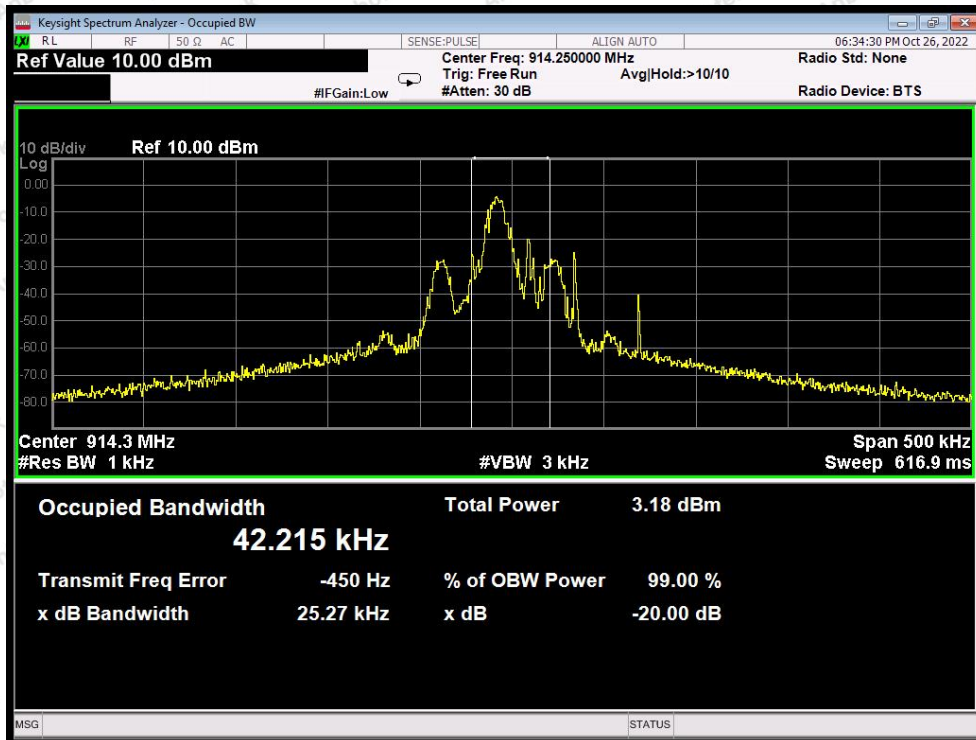 Keysight Spectrum Analyzer - Occupied BW
LXI RL RF 50 Ω AC SENSE:PULSE ALIGN AUTO 06:34:30 PM Oct 26, 2022
Ref Value 10.00 dBm
Center Freq: 914.250000 MHz
Radio Std: None
Trig: Free Run Avg|Hold:>10/10
#IFGain:Low #Atten: 30 dB Radio Device: BTS
10 dB/div Ref 10.00 dBm
Log
0.00
-10.0
-20.0
-30.0
-40.0
-50.0
-60.0
-70.0
-80.0
Center 914.3 MHz Span 500 kHz
#Res BW 1 kHz #VBW 3 kHz Sweep 616.9 ms
Occupied Bandwidth Total Power 3.18 dBm
42.215 kHz
Transmit Freq Error -450 Hz % of OBW Power 99.00 %
x dB Bandwidth 25.27 kHz x dB -20.00 dB
MSG STATUS